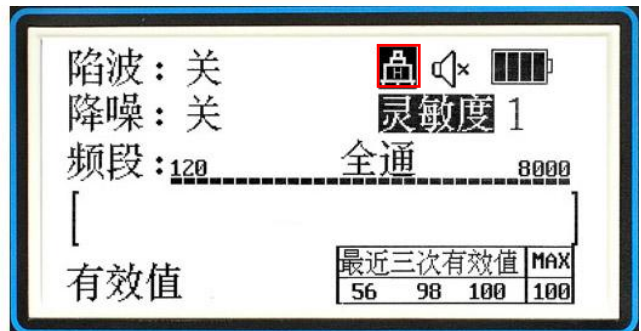 陷波：关
H
降噪：关
灵敏度 1
频段：120 全通 8000
有效值
最近三次有效值 MAX
56 98 100 100